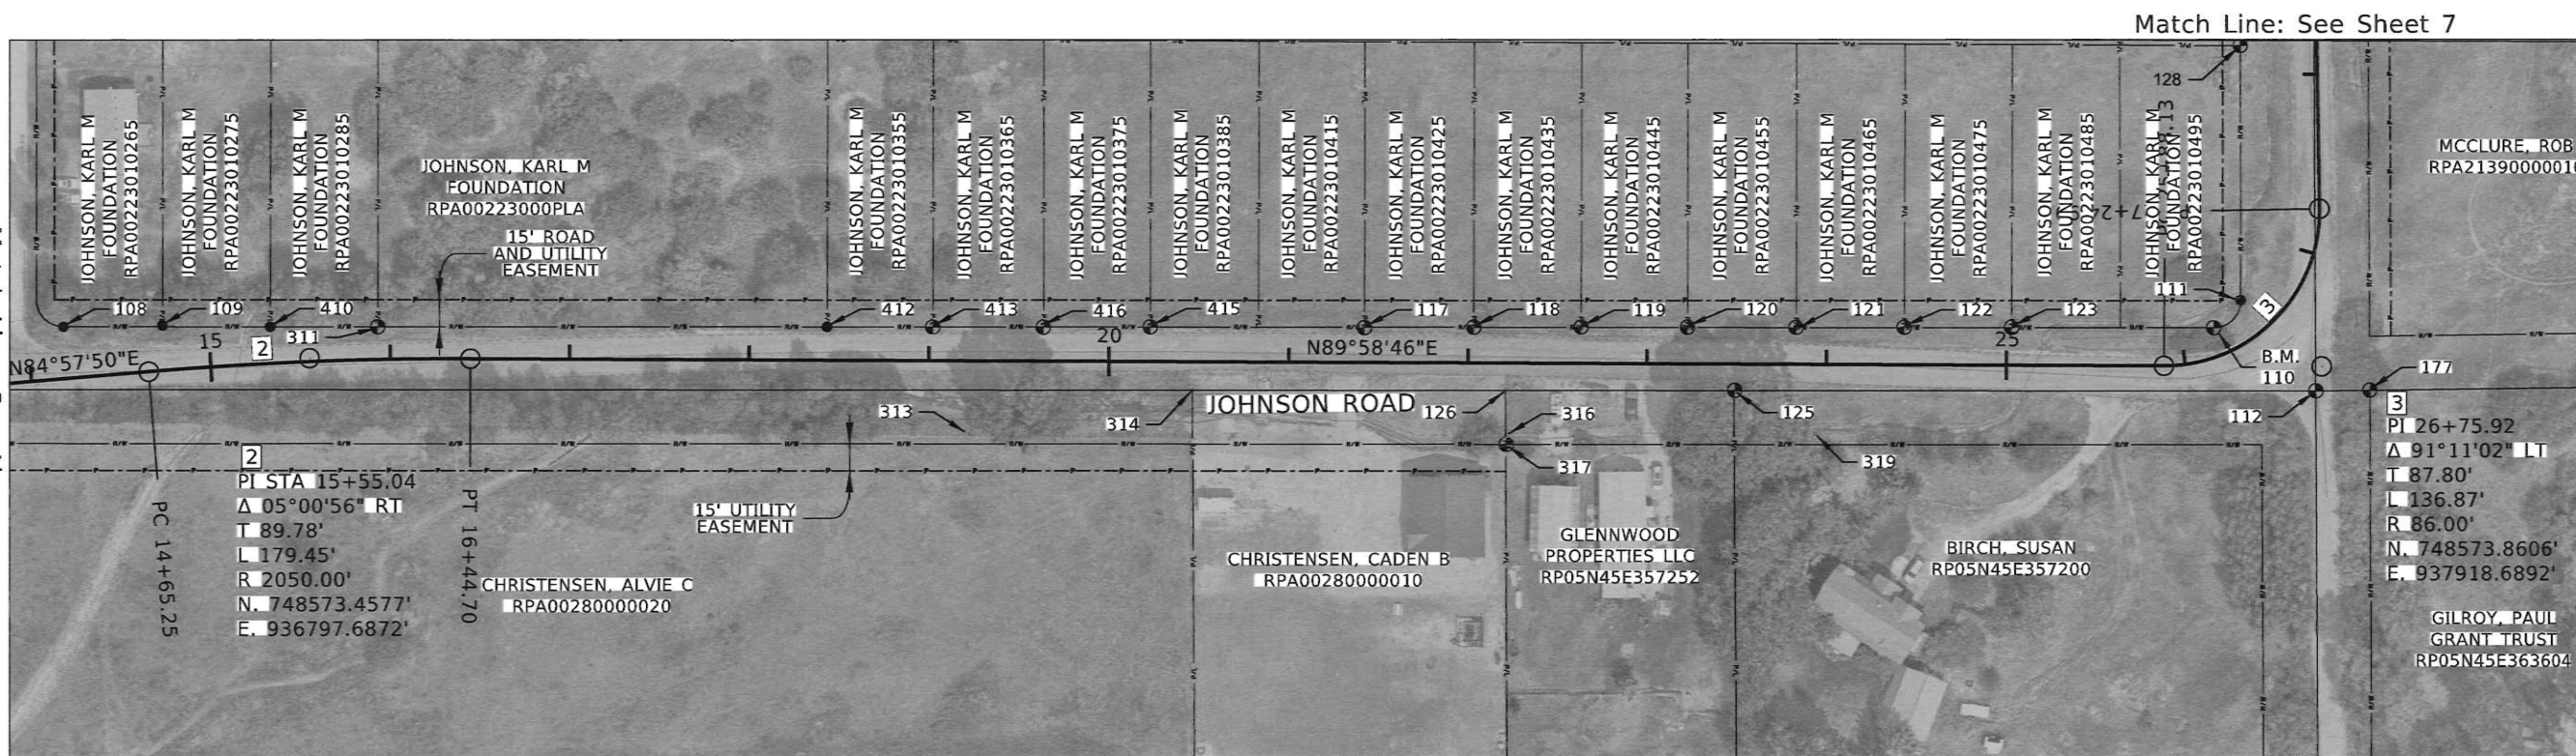 Match Line: See Sheet 7
128
JOHNSON, KARL M
FOUNDATION
RPA00223010265
JOHNSON, KARL M
FOUNDATION
RPA00223010275
JOHNSON, KARL M
FOUNDATION
RPA00223010285
JOHNSON, KARL M
FOUNDATION
RPA00223000PLA
15' ROAD
AND UTILITY
EASEMENT
JOHNSON, KARL M
FOUNDATION
RPA00223010355
JOHNSON, KARL M
FOUNDATION
RPA00223010365
JOHNSON, KARL M
FOUNDATION
RPA00223010375
JOHNSON, KARL M
FOUNDATION
RPA00223010385
JOHNSON, KARL M
FOUNDATION
RPA00223010415
JOHNSON, KARL M
FOUNDATION
RPA00223010425
JOHNSON, KARL M
FOUNDATION
RPA00223010435
JOHNSON, KARL M
FOUNDATION
RPA00223010445
JOHNSON, KARL M
FOUNDATION
RPA00223010455
JOHNSON, KARL M
FOUNDATION
RPA00223010465
JOHNSON, KARL M
FOUNDATION
RPA00223010475
JOHNSON, KARL M
FOUNDATION
RPA00223010485
JOHNSON, KARL M
FOUNDATION
RPA00223010495
MCCLURE, ROB
108
109
410
311
412
413
416
415
117
118
119
120
121
122
123
111
3
15
2
20
25
N84°57'50"E
N89°58'46"E
B.M.
110
177
JOHNSON ROAD
313
314
126
316
317
125
319
112
2
PI STA 15+55.04
Δ 05°00'56" RT
T 89.78'
L 179.45'
R 2050.00'
N. 748573.4577'
E. 936797.6872'
PC 14+65.25
PT 16+44.70
15' UTILITY
EASEMENT
CHRISTENSEN, ALVIE C
RPA00280000020
CHRISTENSEN, CADEN B
RPA00280000010
GLENNWOOD
PROPERTIES LLC
RP05N45E357252
BIRCH, SUSAN
RP05N45E357200
3
PI 26+75.92
Δ 91°11'02" LT
T 87.80'
L 136.87'
R 86.00'
N. 748573.8606'
E. 937918.6892'
GILROY, PAUL
GRANT TRUST
RP05N45E363604